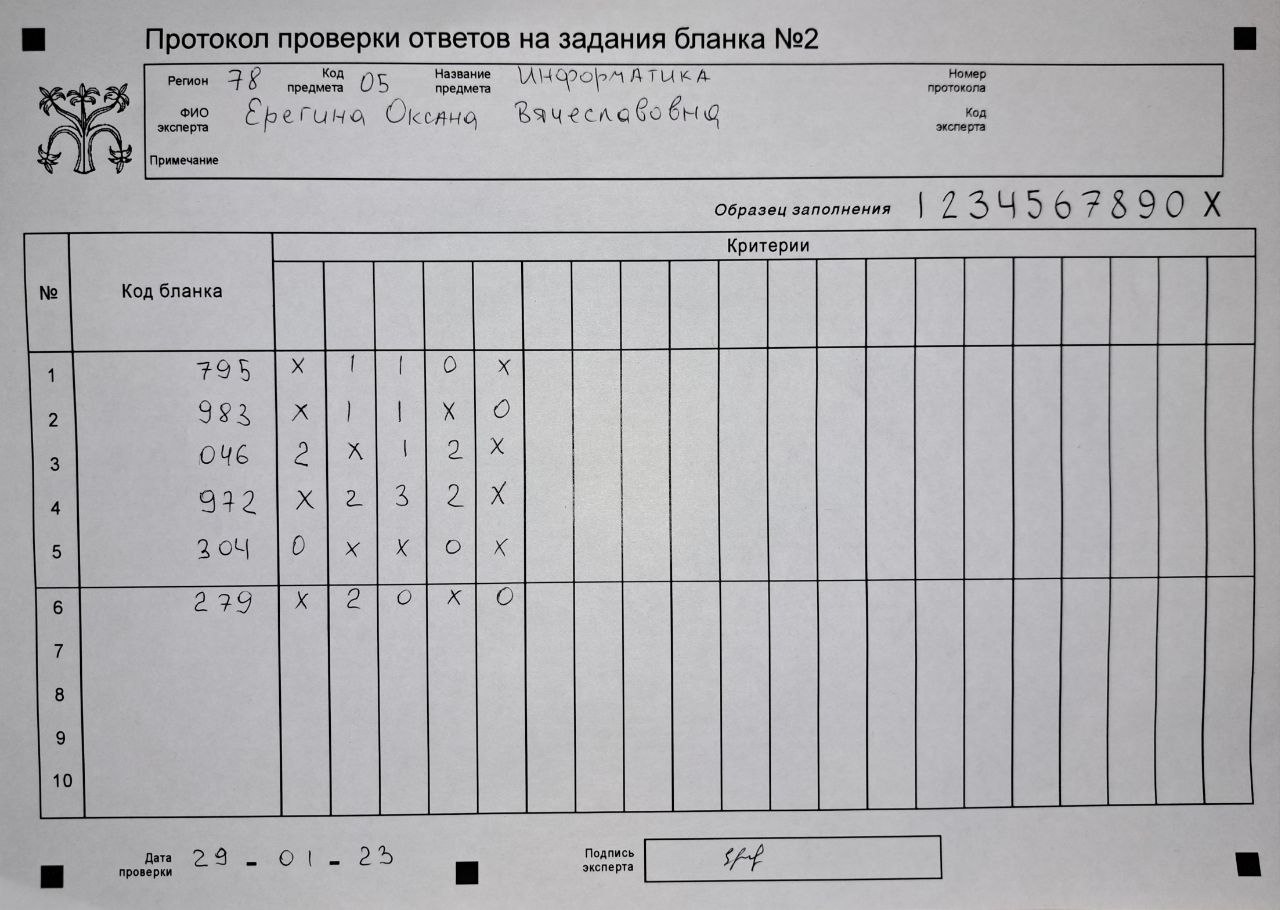 Протокол проверки ответов на задания бланка №2
Регион 78 Код предмета 05 Название предмета ИНФОРМАТИКА Номер протокола
ФИО эксперта Ерегина Оксана Вячеславовна Код эксперта
Примечание
Образец заполнения 1 2 3 4 5 6 7 8 9 0 X
№ Код бланка Критерии
1 795 X 1 1 0 X
2 983 X 1 1 X 0
3 046 2 X 1 2 X
4 972 X 2 3 2 X
5 304 0 X X 0 X
6 279 X 2 0 X 0
7
8
9
10
Дата проверки 29 - 01 - 23 Подпись эксперта